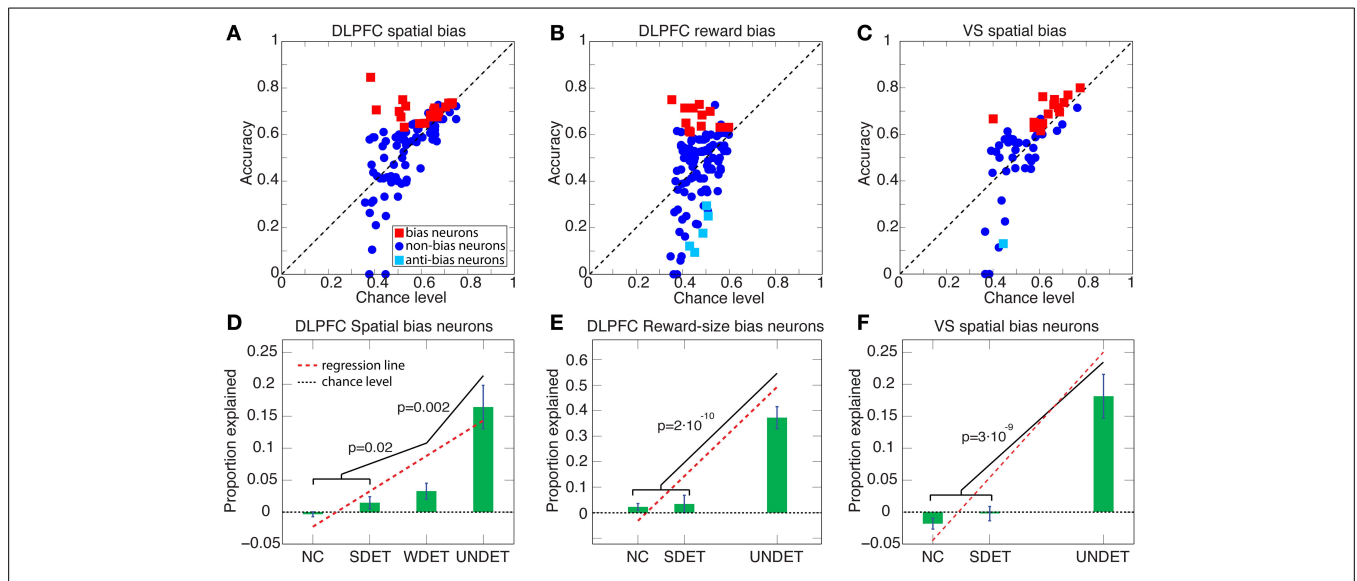 A DLPFC spatial bias
B DLPFC reward bias
C VS spatial bias
Accuracy
1
0.8
0.6
0.4
0.2
0
0
0.2
0.4
0.6
0.8
1
Chance level
bias neurons
non-bias neurons
anti-bias neurons
Accuracy
1
0.8
0.6
0.4
0.2
0
0
0.2
0.4
0.6
0.8
1
Chance level
Accuracy
1
0.8
0.6
0.4
0.2
0
0
0.2
0.4
0.6
0.8
1
Chance level
D DLPFC Spatial bias neurons
E DLPFC Reward-size bias neurons
F VS spatial bias neurons
Proportion explained
0.25
0.2
0.15
0.1
0.05
0
−0.05
regression line
chance level
p=0.002
p=0.02
NC SDET WDET UNDET
Proportion explained
0.6
0.5
0.4
0.3
0.2
0.1
0
p=2·10-10
NC SDET UNDET
Proportion explained
0.25
0.2
0.15
0.1
0.05
0
−0.05
p=3·10-9
NC SDET UNDET